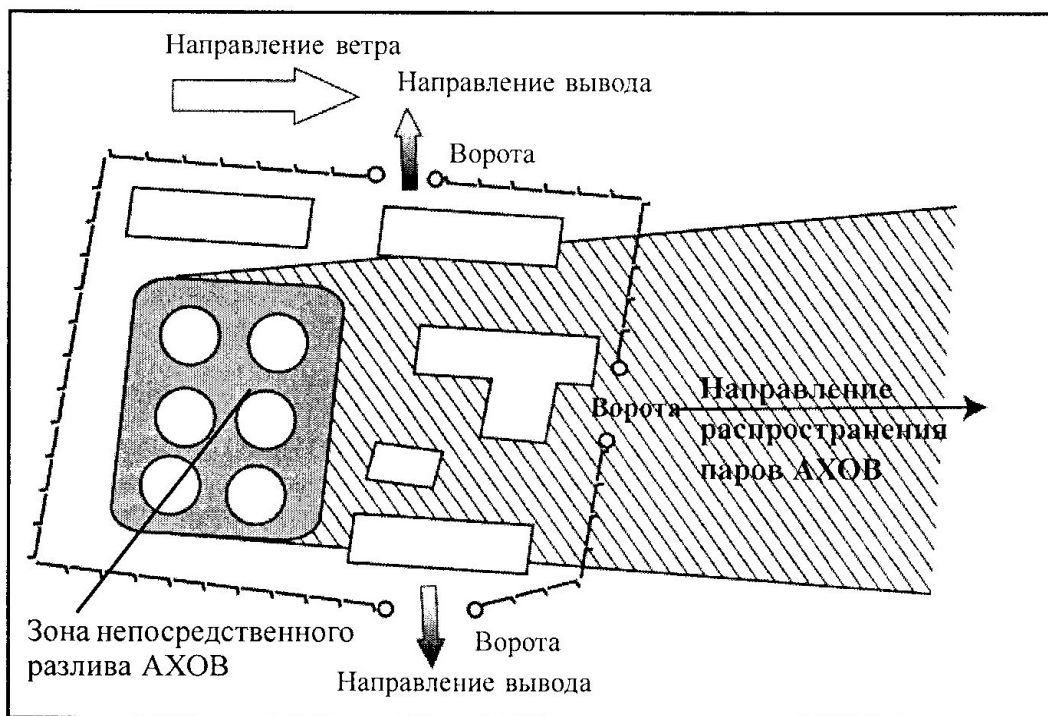 Направление ветра
Направление вывода
Ворота
Ворота
Направление
распространения
паров АХОВ
Зона непосредственного
разлива АХОВ
Ворота
Направление вывода